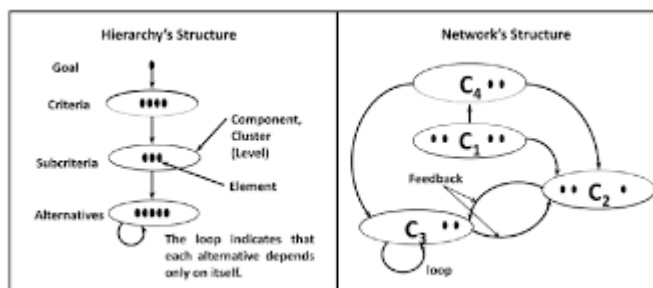 Hierarchy's Structure
Goal
Criteria
Subcriteria
Alternatives
Component,
Cluster
(Level)
Element
The loop indicates that
each alternative depends
only on itself.
Network's Structure
C4
C1
Feedback
C2
C3
loop